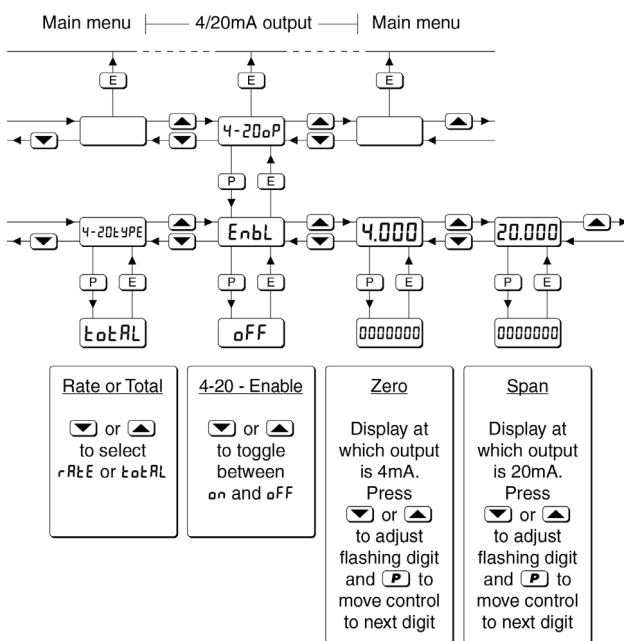 Main menu 4/20mA output Main menu
E E E
4-20oP
P E
4-20tYPE EnbL 4.000 20.000
P E P E P E P E
totAL oFF 0000000 0000000
Rate or Total
or
to select
rAtE or totAL
4-20 - Enable
or
to toggle
between
on and oFF
Zero
Display at
which output
is 4mA.
Press
or
to adjust
flashing digit
and P to
move control
to next digit
Span
Display at
which output
is 20mA.
Press
or
to adjust
flashing digit
and P to
move control
to next digit